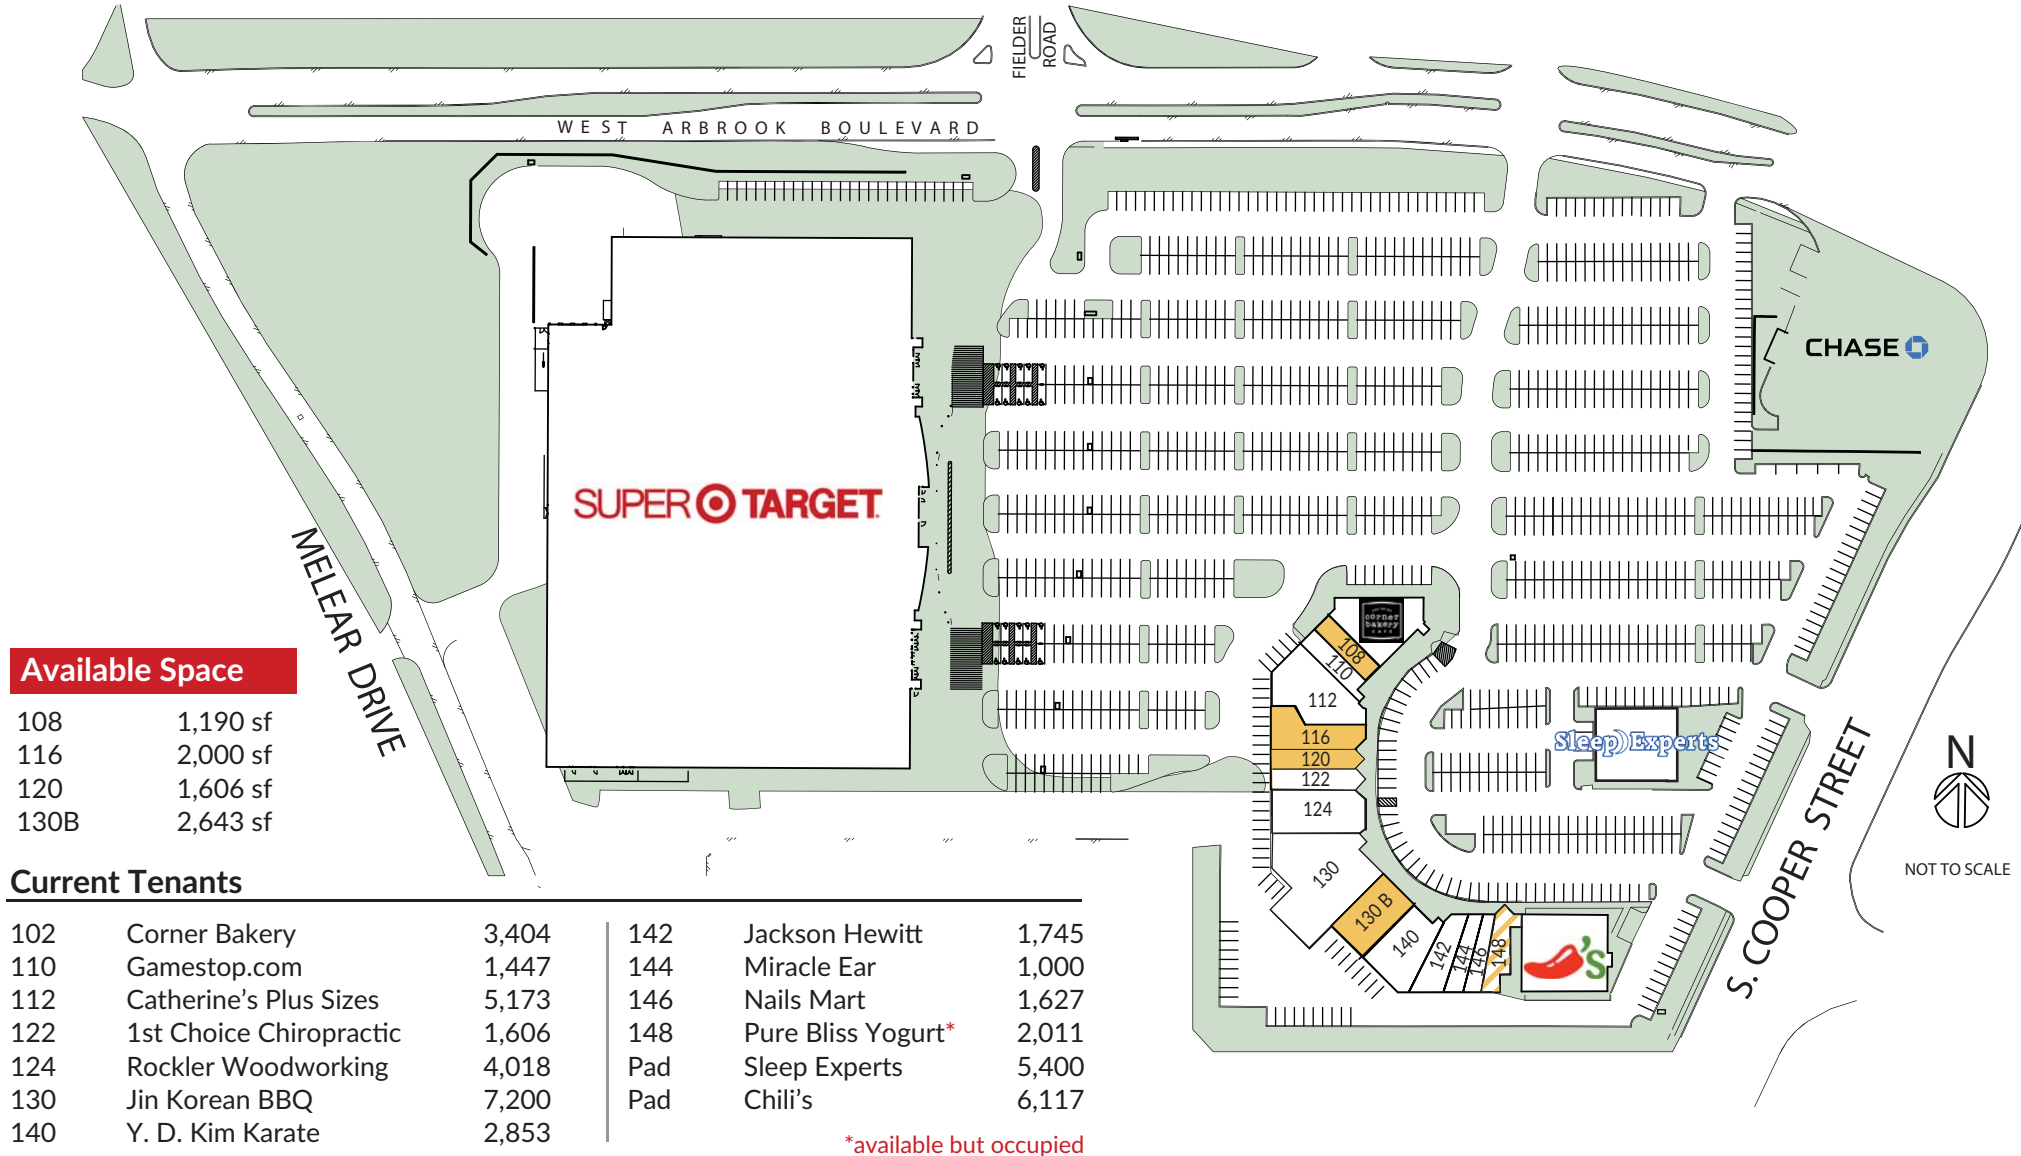 FIELDER
ROAD
WEST ARBROOK BOULEVARD
CHASE
SUPER TARGET
MELEAR DRIVE
corner
bakery
CAFE
108
110
112
116
120
122
124
130
130 B
140
142
144
146
148
Sleep Experts
'S
S. COOPER STREET
N
NOT TO SCALE
Available Space
108 1,190 sf
116 2,000 sf
120 1,606 sf
130B 2,643 sf
Current Tenants
102 Corner Bakery 3,404
110 Gamestop.com 1,447
112 Catherine’s Plus Sizes 5,173
122 1st Choice Chiropractic 1,606
124 Rockler Woodworking 4,018
130 Jin Korean BBQ 7,200
140 Y. D. Kim Karate 2,853
142 Jackson Hewitt 1,745
144 Miracle Ear 1,000
146 Nails Mart 1,627
148 Pure Bliss Yogurt* 2,011
Pad Sleep Experts 5,400
Pad Chili’s 6,117
*available but occupied